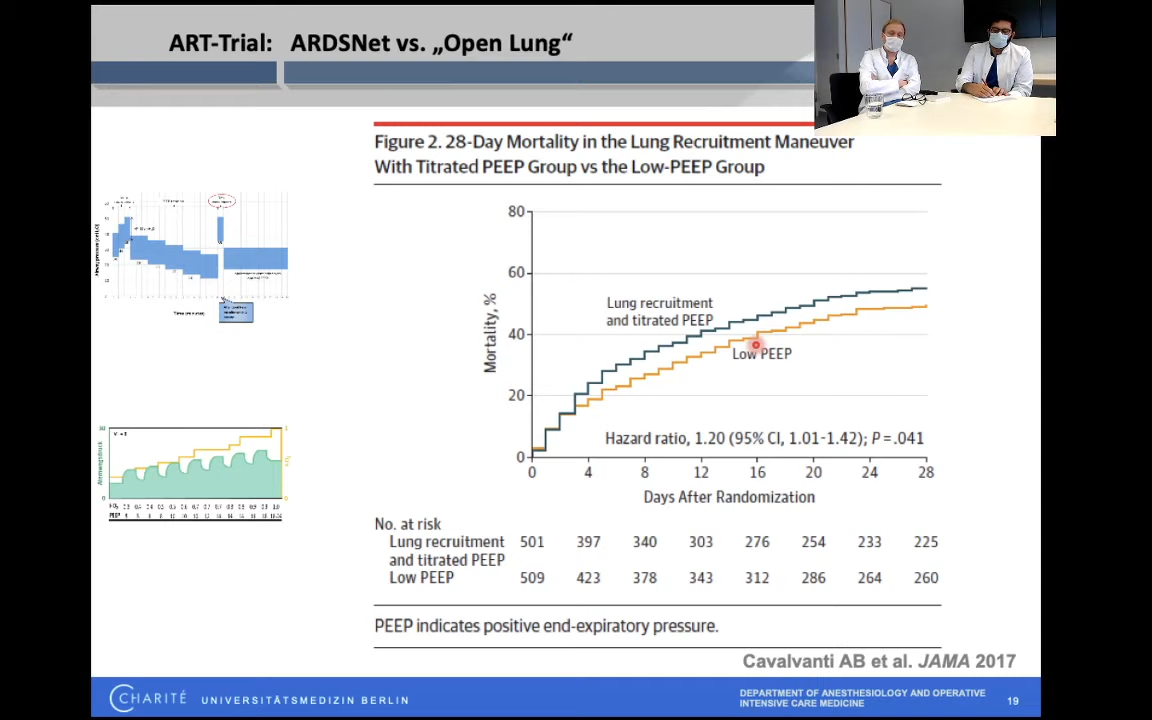 ART-Trial: ARDSNet vs. „Open Lung“
Figure 2. 28-Day Mortality in the Lung Recruitment Maneuver
With Titrated PEEP Group vs the Low-PEEP Group
80
60
40
20
0
Mortality, %
Lung recruitment
and titrated PEEP
Low PEEP
Hazard ratio, 1.20 (95% CI, 1.01-1.42); P = .041
0 4 8 12 16 20 24 28
Days After Randomization
No. at risk
Lung recruitment
and titrated PEEP 501 397 340 303 276 254 233 225
Low PEEP 509 423 378 343 312 286 264 260
PEEP indicates positive end-expiratory pressure.
Cavalvanti AB et al. JAMA 2017
Atemwegsdruck
PEEP
CHARITÉ UNIVERSITÄTSMEDIZIN BERLIN
DEPARTMENT OF ANESTHESIOLOGY AND OPERATIVE
INTENSIVE CARE MEDICINE
19